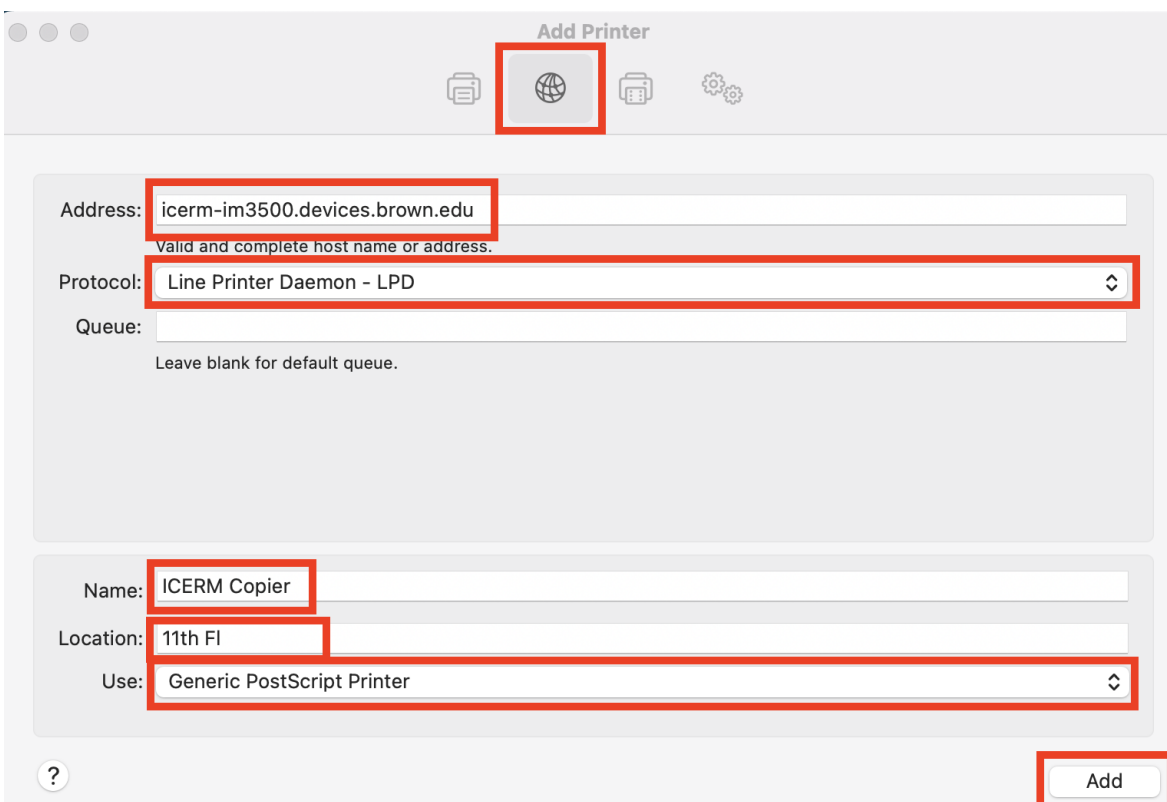 Add Printer
Address: icerm-im3500.devices.brown.edu
Valid and complete host name or address.
Protocol: Line Printer Daemon - LPD
Queue:
Leave blank for default queue.
Name: ICERM Copier
Location: 11th Fl
Use: Generic PostScript Printer
?
Add